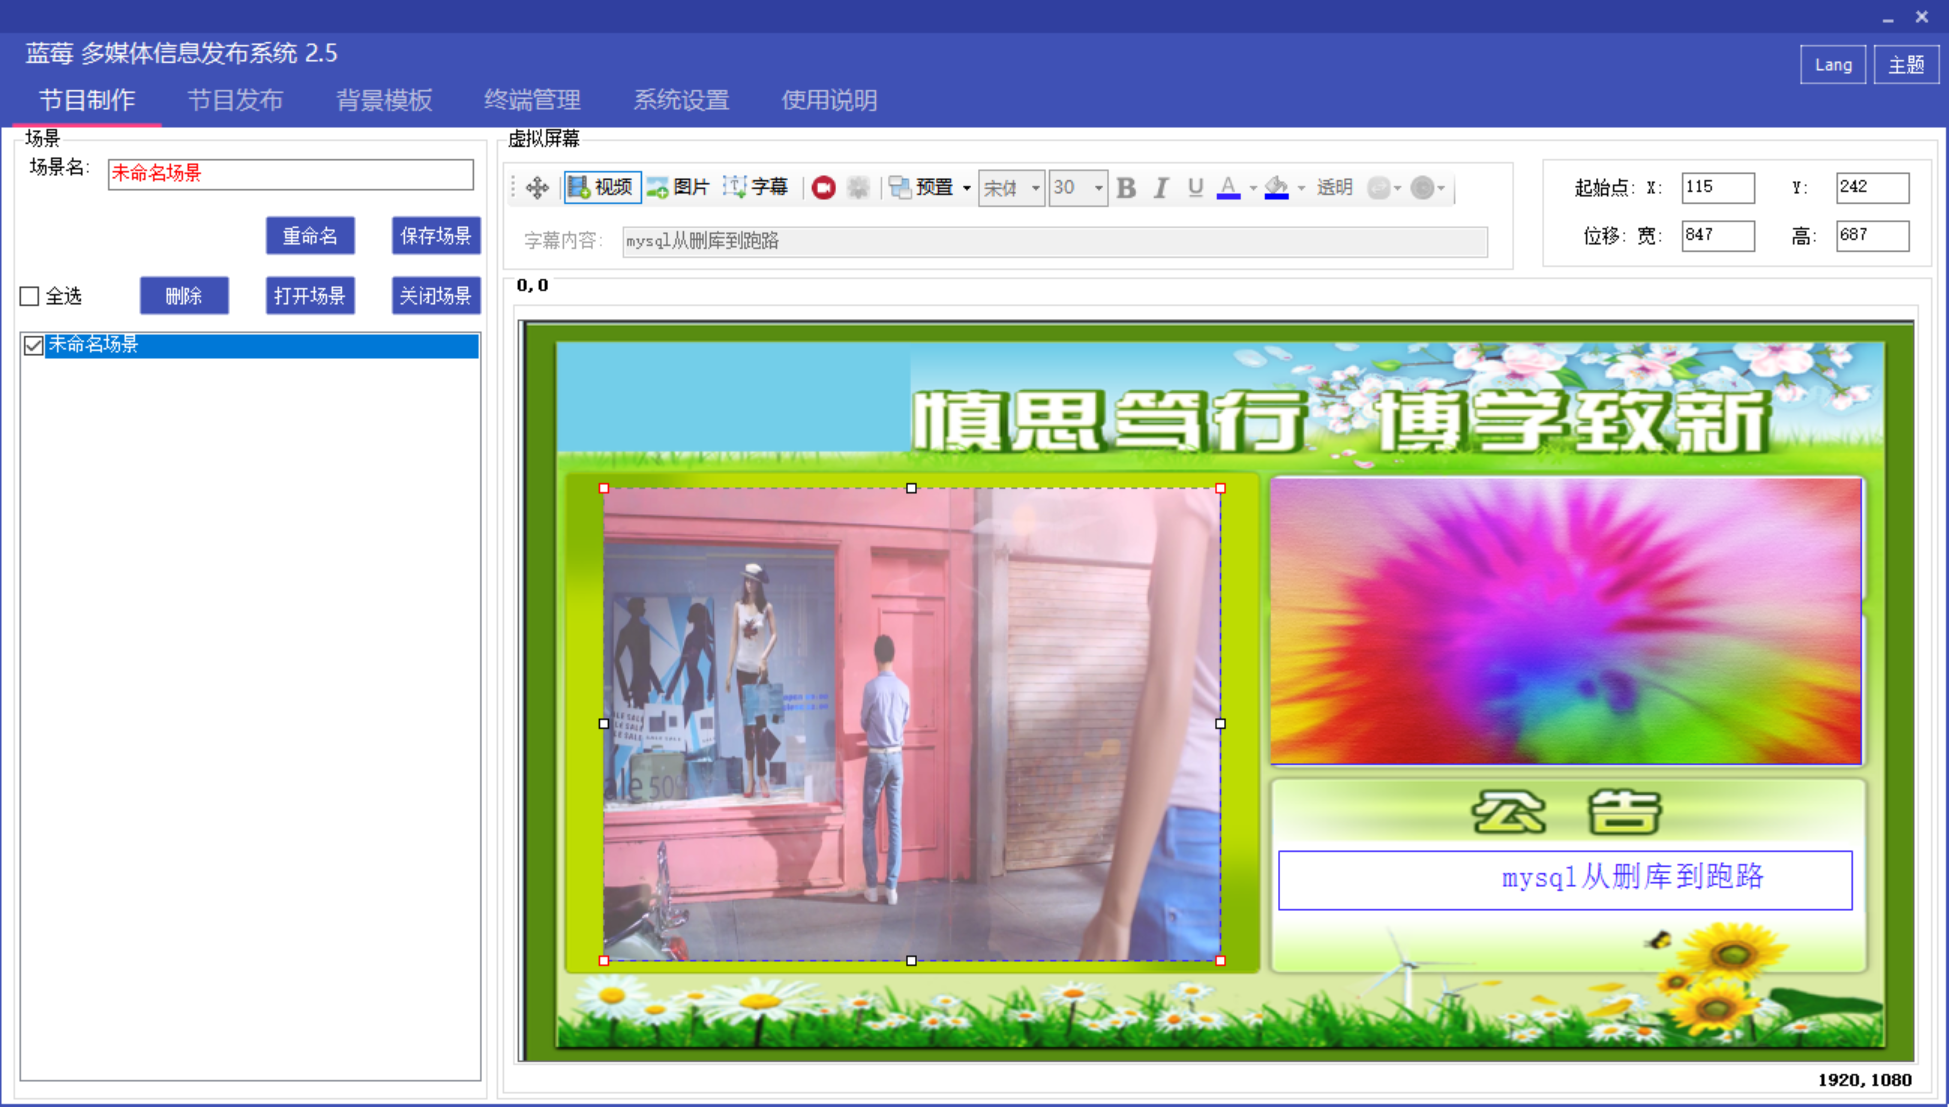 蓝莓 多媒体信息发布系统 2.5
Lang 主题
节目制作 节目发布 背景模板 终端管理 系统设置 使用说明
场景
场景名: 未命名场景
重命名 保存场景
全选 删除 打开场景 关闭场景
未命名场景
虚拟屏幕
视频 图片 字幕 预置 宋体 30 B I U A 透明
字幕内容: mysql从删库到跑路
起始点: X: 115 Y: 242
位移: 宽: 847 高: 687
0,0
慎思笃行 博学致新
SALE SALE
ale 50%
公 告
mysql从删库到跑路
1920,1080